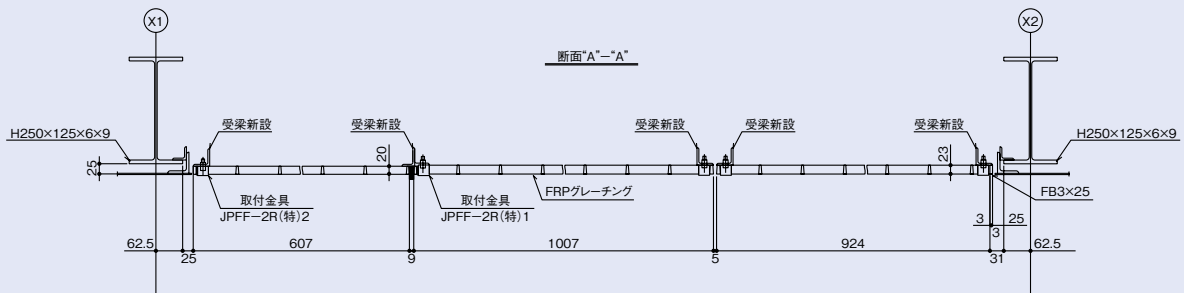 X1
X2
断面“A”－“A”
H250×125×6×9
受梁新設
受梁新設
受梁新設
受梁新設
受梁新設
H250×125×6×9
25
20
23
取付金具
JPFF－2R(特)2
取付金具
JPFF－2R(特)1
FRPグレーチング
FB3×25
3
3
25
62.5
25
607
9
1007
5
924
31
62.5